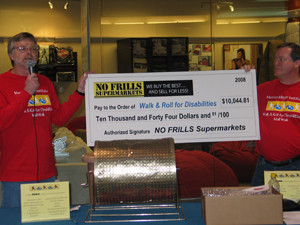 NO FRILLS
SUPERMARKETS
WE BUY THE BEST...
AND SELL FOR LESS!
2008
Pay to the Order of Walk & Roll for Disabilities $10,044.81
Ten Thousand and Forty Four Dollars and 81/100
Authorized Signature NO FRILLS Supermarkets